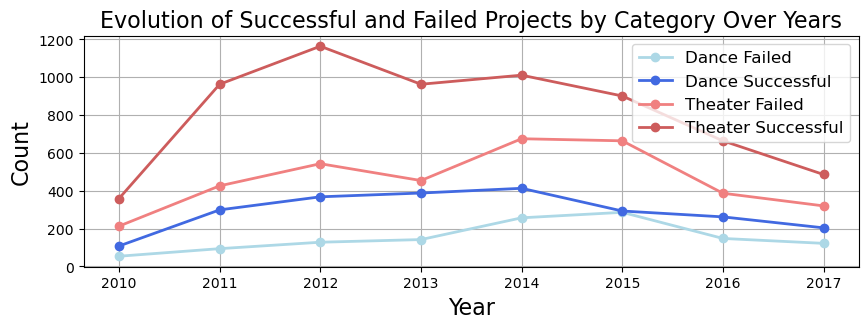 Evolution of Successful and Failed Projects by Category Over Years
Count
1200
1000
800
600
400
200
0
Dance Failed
Dance Successful
Theater Failed
Theater Successful
2010 2011 2012 2013 2014 2015 2016 2017
Year